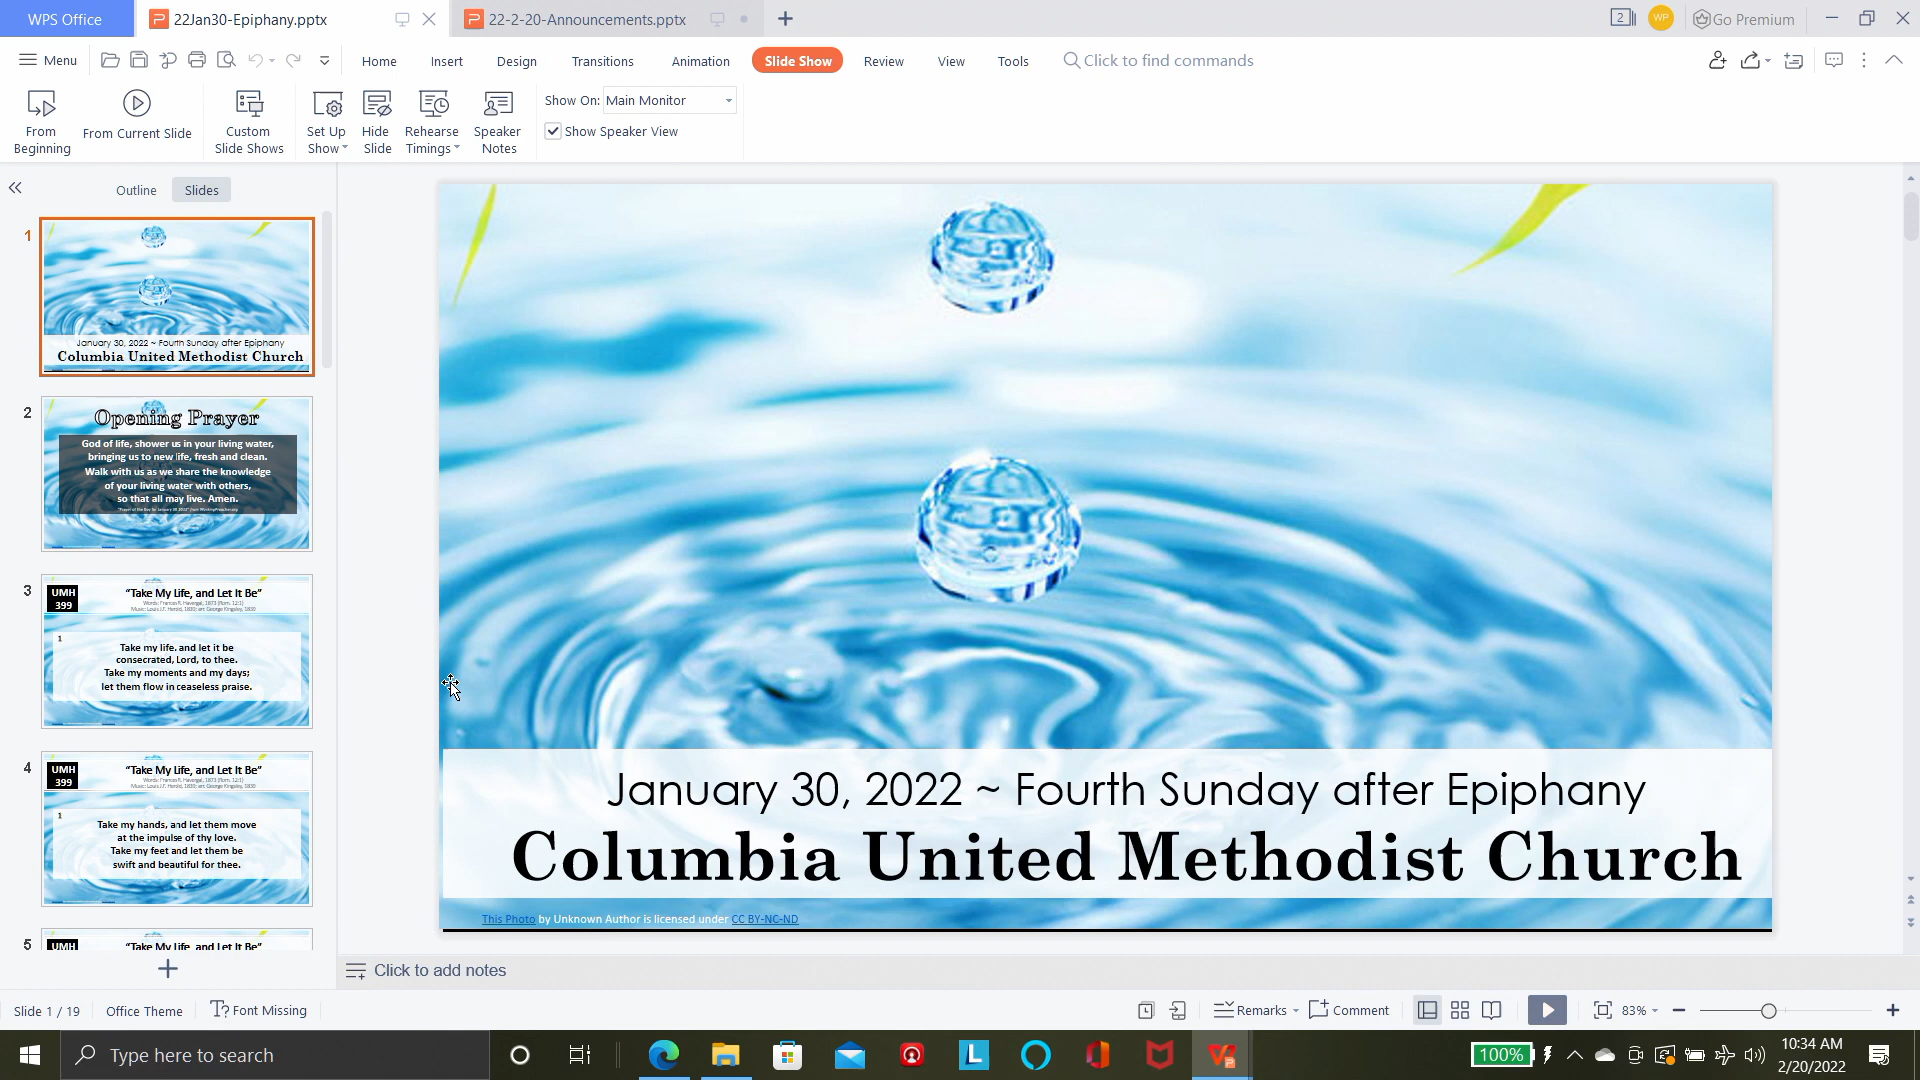 WPS Office
22Jan30-Epiphany.pptx
22-2-20-Announcements.pptx
2
WP
Go Premium
Menu
Home
Insert
Design
Transitions
Animation
Slide Show
Review
View
Tools
Click to find commands
From Beginning
From Current Slide
Custom Slide Shows
Set Up Show
Hide Slide
Rehearse Timings
Speaker Notes
Show On: Main Monitor
Show Speaker View
Outline
Slides
1
January 30, 2022 ~ Fourth Sunday after Epiphany
Columbia United Methodist Church
2
Opening Prayer
God of life, shower us in your living water,
bringing us to new life, fresh and clean.
Walk with us as we share the knowledge
of your living water with others,
so that all may live. Amen.
3
UMH
399
“Take My Life, and Let It Be”
1
Take my life, and let it be
consecrated, Lord, to thee.
Take my moments and my days;
let them flow in ceaseless praise.
4
UMH
399
“Take My Life, and Let It Be”
1
Take my hands, and let them move
at the impulse of thy love.
Take my feet and let them be
swift and beautiful for thee.
5
UMH
“Take My Life, and Let It Be”
January 30, 2022 ~ Fourth Sunday after Epiphany
Columbia United Methodist Church
This Photo by Unknown Author is licensed under CC BY-NC-ND
Click to add notes
Slide 1 / 19
Office Theme
Font Missing
Remarks
Comment
83%
Type here to search
L
100%
10:34 AM
2/20/2022